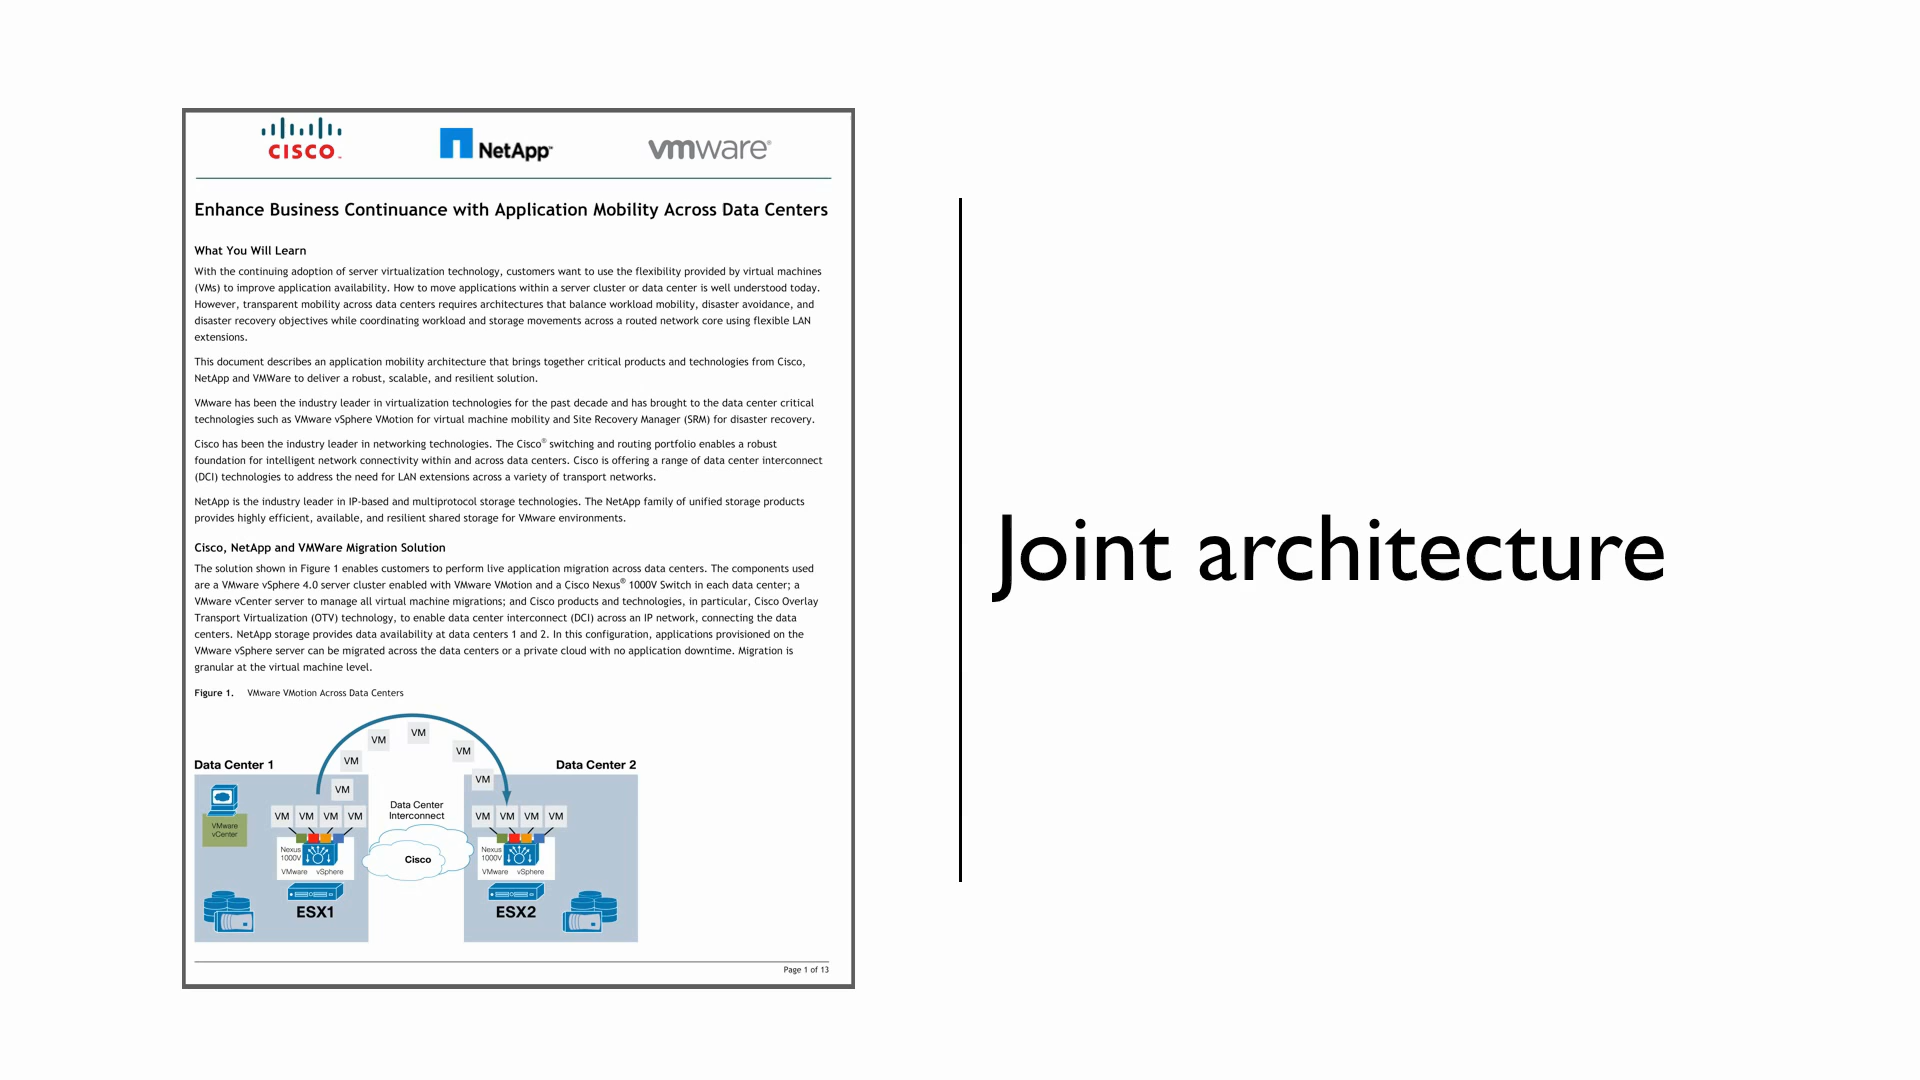 CISCO
NetApp™
vmware®
Enhance Business Continuance with Application Mobility Across Data Centers
What You Will Learn
With the continuing adoption of server virtualization technology, customers want to use the flexibility provided by virtual machines
(VMs) to improve application availability. How to move applications within a server cluster or data center is well understood today.
However, transparent mobility across data centers requires architectures that balance workload mobility, disaster avoidance, and
disaster recovery objectives while coordinating workload and storage movements across a routed network core using flexible LAN
extensions.
This document describes an application mobility architecture that brings together critical products and technologies from Cisco,
NetApp and VMWare to deliver a robust, scalable, and resilient solution.
VMware has been the industry leader in virtualization technologies for the past decade and has brought to the data center critical
technologies such as VMware vSphere VMotion for virtual machine mobility and Site Recovery Manager (SRM) for disaster recovery.
Cisco has been the industry leader in networking technologies. The Cisco® switching and routing portfolio enables a robust
foundation for intelligent network connectivity within and across data centers. Cisco is offering a range of data center interconnect
(DCI) technologies to address the need for LAN extensions across a variety of transport networks.
NetApp is the industry leader in IP-based and multiprotocol storage technologies. The NetApp family of unified storage products
provides highly efficient, available, and resilient shared storage for VMware environments.
Cisco, NetApp and VMWare Migration Solution
The solution shown in Figure 1 enables customers to perform live application migration across data centers. The components used
are a VMware vSphere 4.0 server cluster enabled with VMware VMotion and a Cisco Nexus® 1000V Switch in each data center; a
VMware vCenter server to manage all virtual machine migrations; and Cisco products and technologies, in particular, Cisco Overlay
Transport Virtualization (OTV) technology, to enable data center interconnect (DCI) across an IP network, connecting the data
centers. NetApp storage provides data availability at data centers 1 and 2. In this configuration, applications provisioned on the
VMware vSphere server can be migrated across the data centers or a private cloud with no application downtime. Migration is
granular at the virtual machine level.
Figure 1. VMware VMotion Across Data Centers
VM
VM
VM
VM
VM
VM
VM
Data Center 1
Data Center 2
VM VM VM VM
VMware
vCenter
Nexus
1000V
VMware vSphere
ESX1
Data Center
Interconnect
Cisco
VM VM VM VM
Nexus
1000V
VMware vSphere
ESX2
Page 1 of 13
Joint architecture